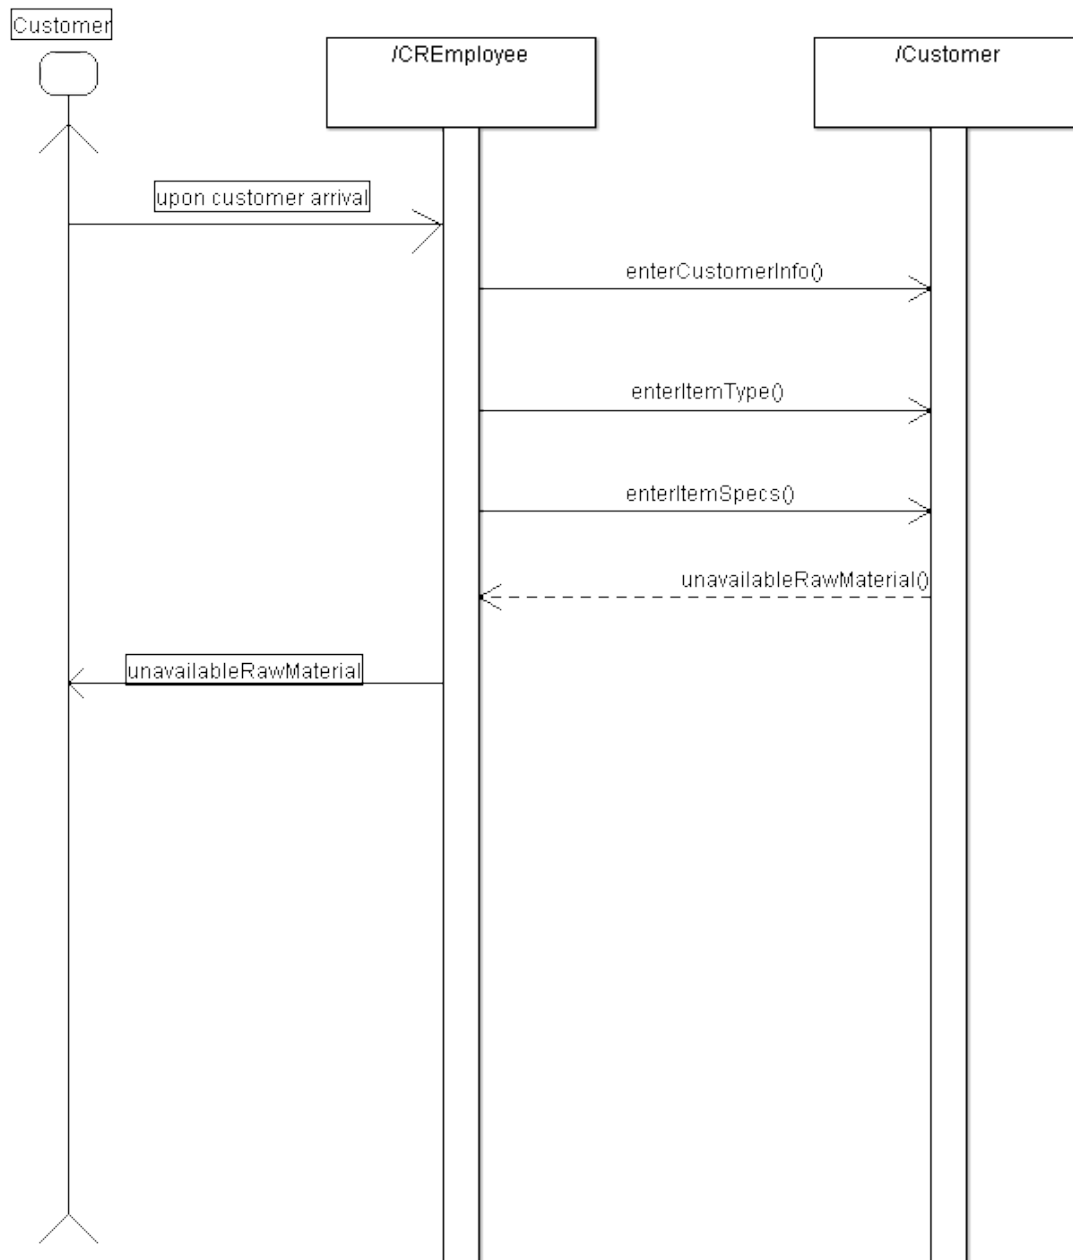 Customer
/CREmployee
/Customer
upon customer arrival
enterCustomerInfo()
enterItemType()
enterItemSpecs()
unavailableRawMaterial()
unavailableRawMaterial